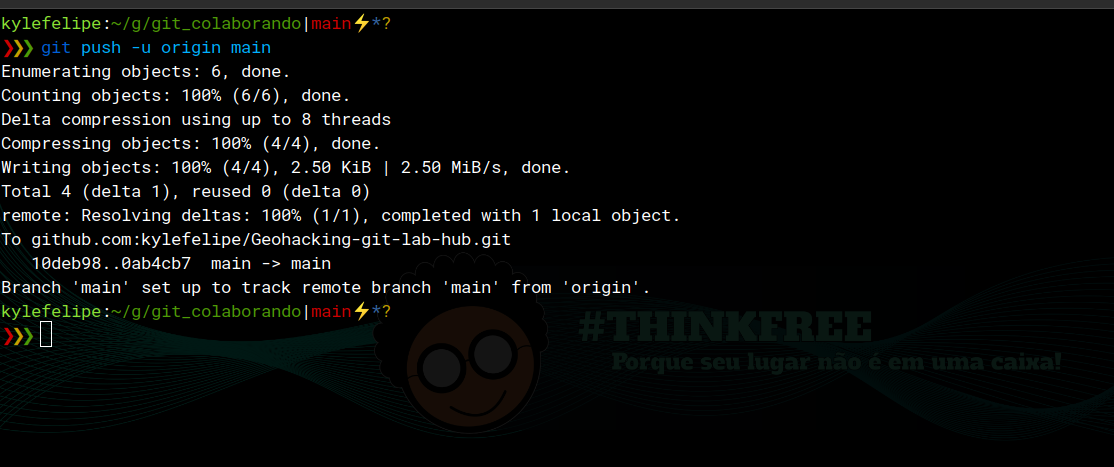 kylefelipe:~/g/git_colaborando|main⚡*?
❯❯❯ git push -u origin main
Enumerating objects: 6, done.
Counting objects: 100% (6/6), done.
Delta compression using up to 8 threads
Compressing objects: 100% (4/4), done.
Writing objects: 100% (4/4), 2.50 KiB | 2.50 MiB/s, done.
Total 4 (delta 1), reused 0 (delta 0)
remote: Resolving deltas: 100% (1/1), completed with 1 local object.
To github.com:kylefelipe/Geohacking-git-lab-hub.git
   10deb98..0ab4cb7  main -> main
Branch 'main' set up to track remote branch 'main' from 'origin'.
kylefelipe:~/g/git_colaborando|main⚡*?
❯❯❯
#THINKFREE
Porque seu lugar não é em uma caixa!